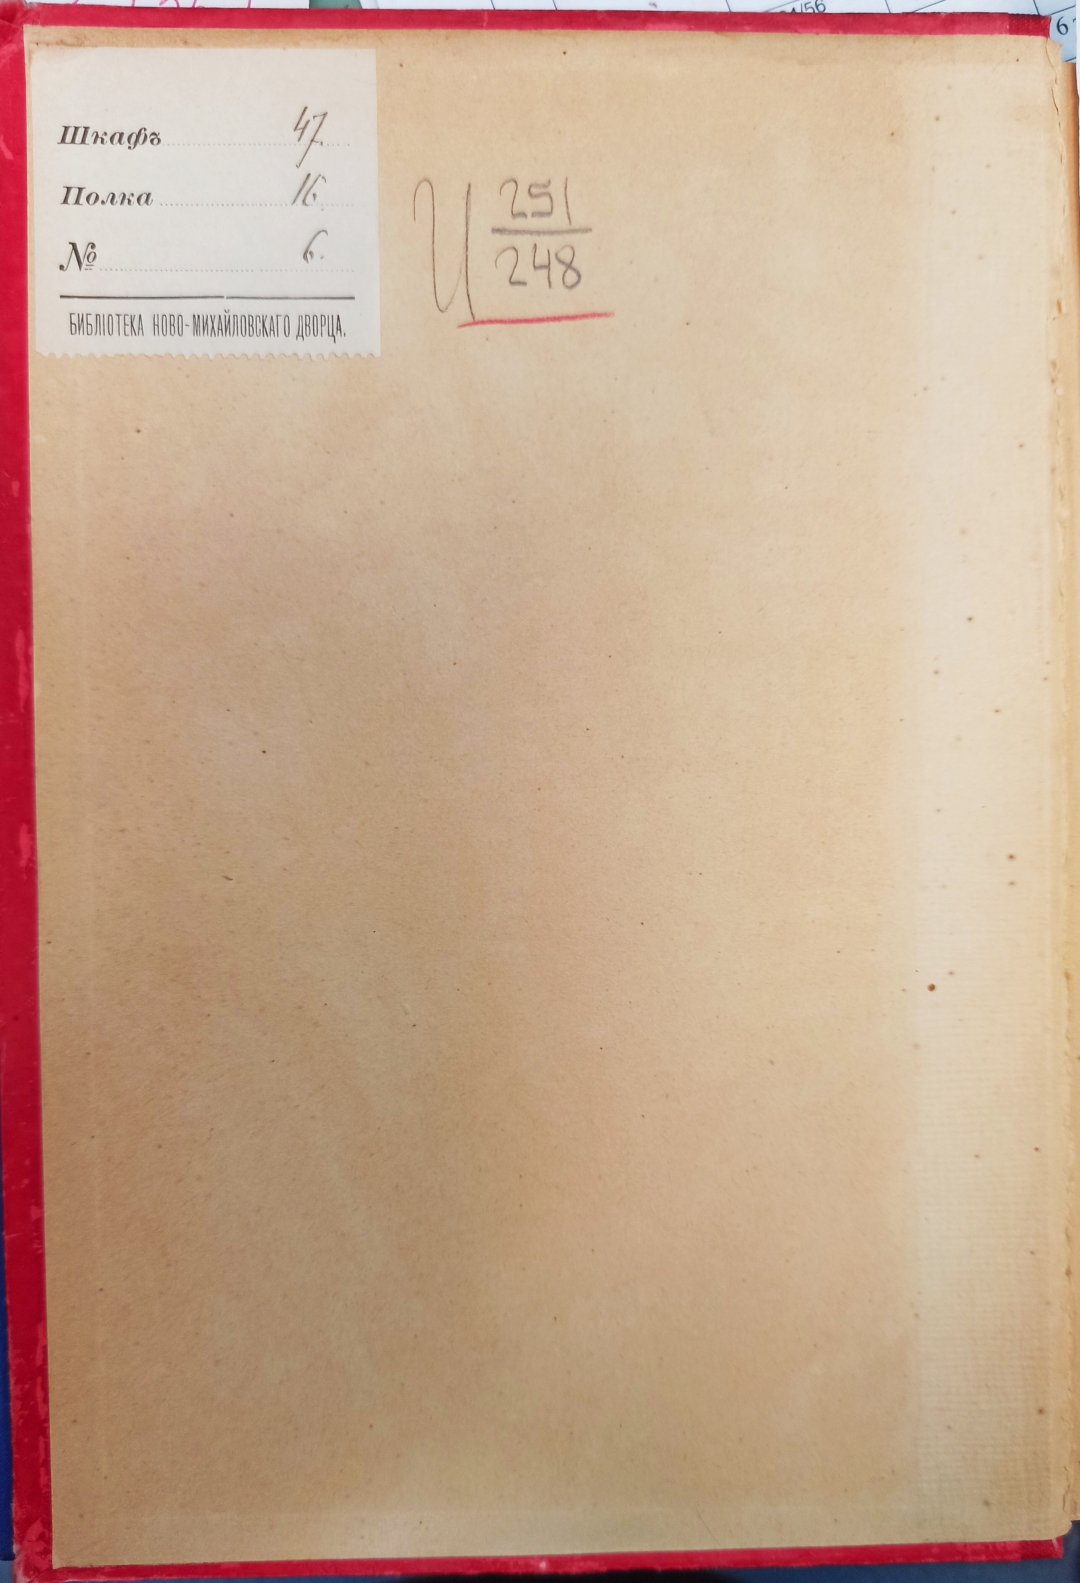 Шкафъ 47.
Полка 16.
№ 6.
БИБЛІОТЕКА НОВО-МИХАЙЛОВСКАГО ДВОРЦА.
И 251
248